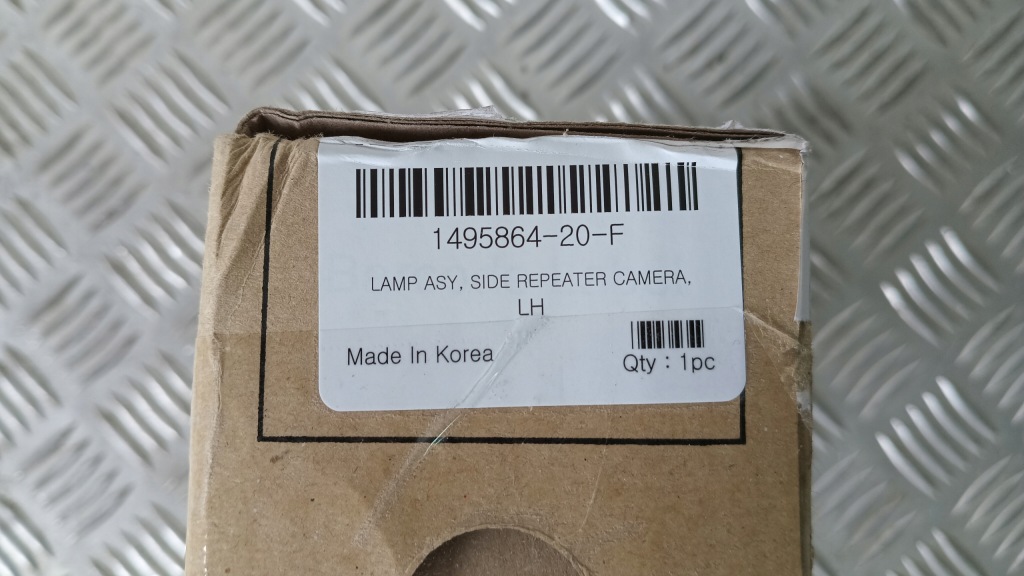 1495864-20-F
LAMP ASY, SIDE REPEATER CAMERA,
LH
Made In Korea
Qty : 1pc